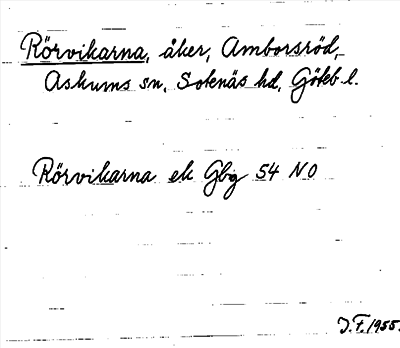 Rörvikarna, åker, Amborsröd,
Askums sn, Sotenäs hd, Göteb. l.
Rörvikarna ek Gbg 54 NO
J.F. 1955.